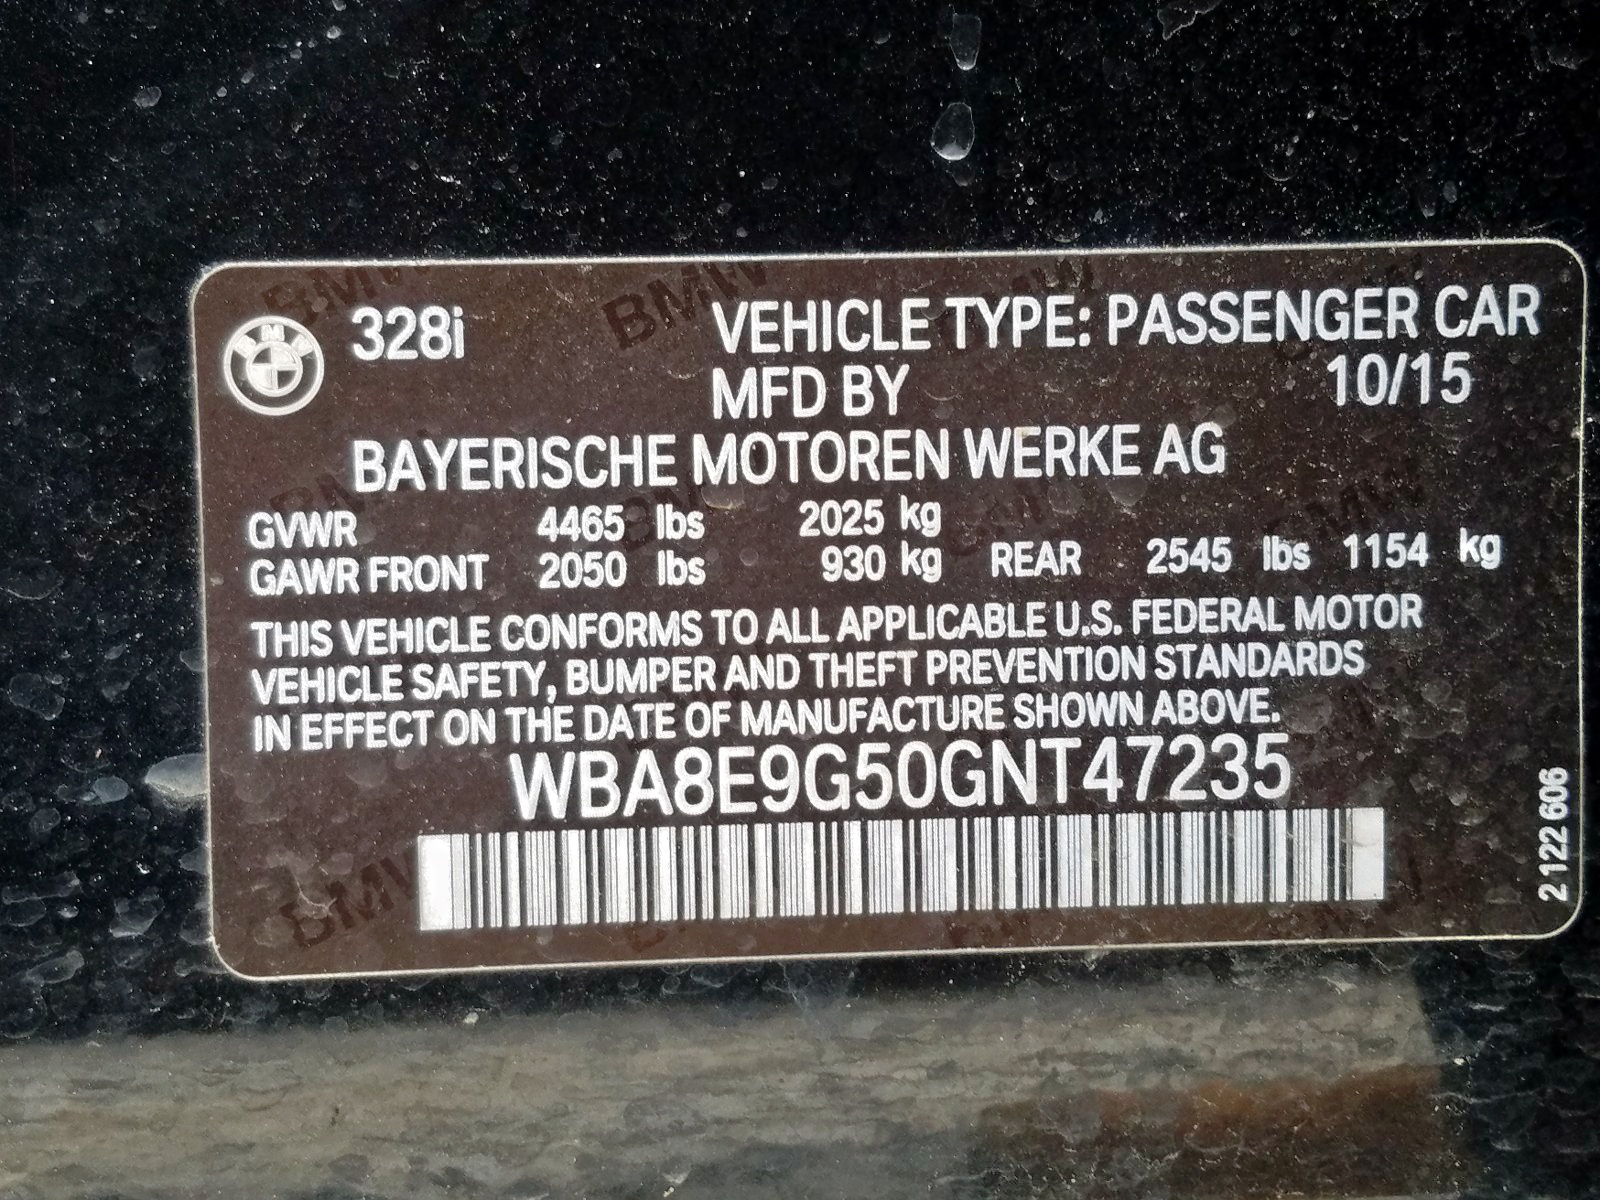 328i VEHICLE TYPE: PASSENGER CAR
MFD BY 10/15
BAYERISCHE MOTOREN WERKE AG
GVWR 4465 lbs 2025 kg
GAWR FRONT 2050 lbs 930 kg REAR 2545 lbs 1154 kg
THIS VEHICLE CONFORMS TO ALL APPLICABLE U.S. FEDERAL MOTOR
VEHICLE SAFETY, BUMPER AND THEFT PREVENTION STANDARDS
IN EFFECT ON THE DATE OF MANUFACTURE SHOWN ABOVE.
WBA8E9G50GNT47235
2122 606
BMW